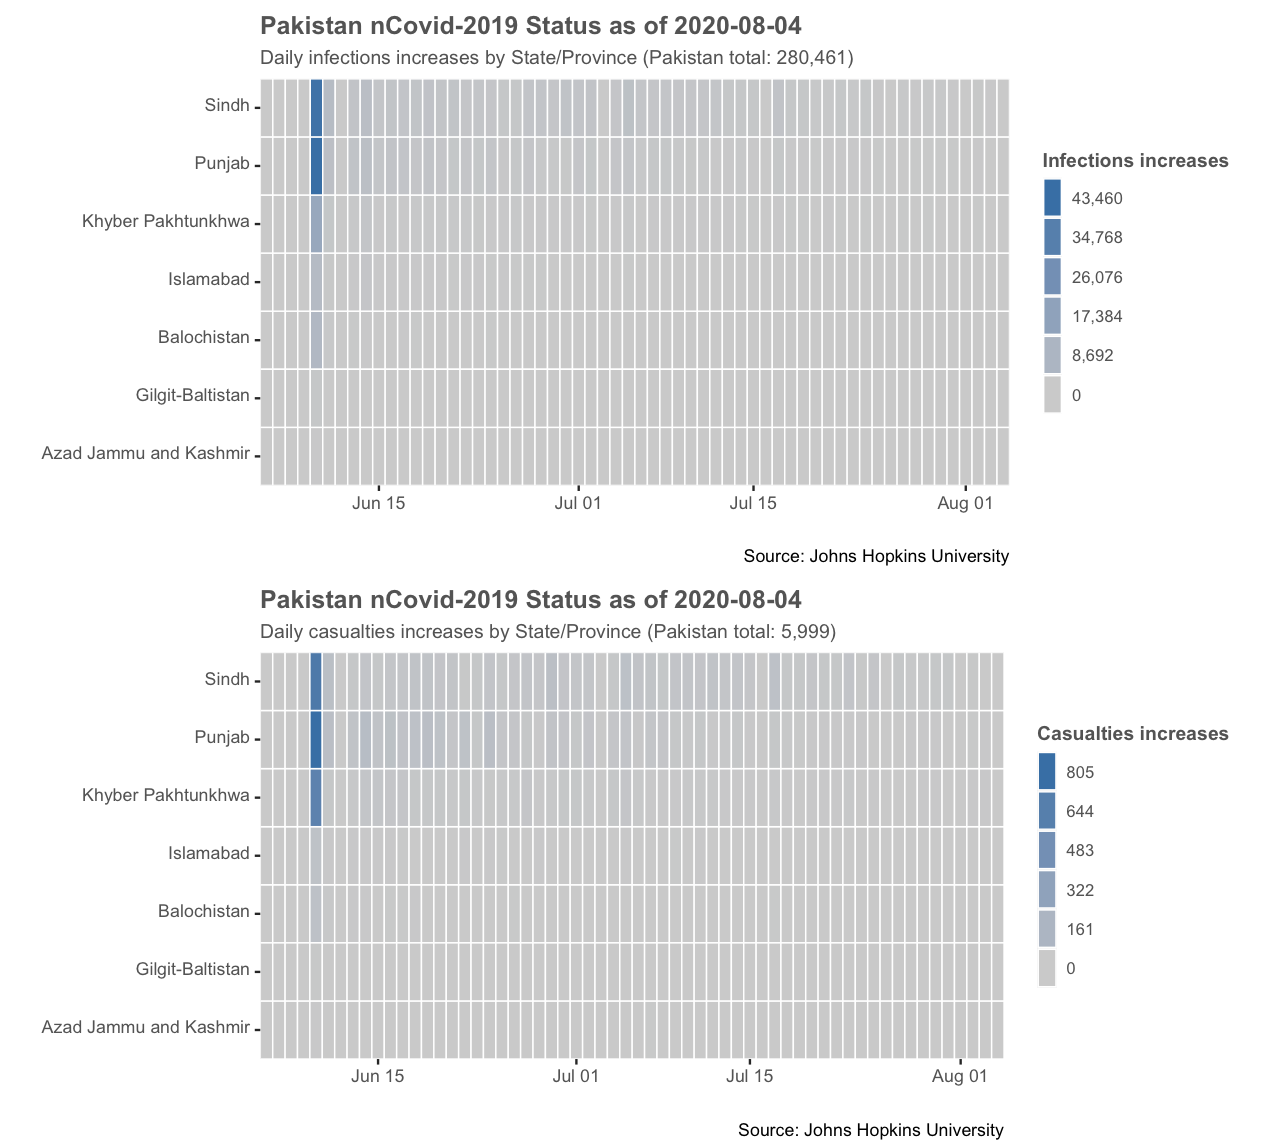 Pakistan nCovid-2019 Status as of 2020-08-04
Daily infections increases by State/Province (Pakistan total: 280,461)
Sindh
Punjab
Khyber Pakhtunkhwa
Islamabad
Balochistan
Gilgit-Baltistan
Azad Jammu and Kashmir
Jun 15
Jul 01
Jul 15
Aug 01
Infections increases
43,460
34,768
26,076
17,384
8,692
0
Source: Johns Hopkins University
Pakistan nCovid-2019 Status as of 2020-08-04
Daily casualties increases by State/Province (Pakistan total: 5,999)
Sindh
Punjab
Khyber Pakhtunkhwa
Islamabad
Balochistan
Gilgit-Baltistan
Azad Jammu and Kashmir
Jun 15
Jul 01
Jul 15
Aug 01
Casualties increases
805
644
483
322
161
0
Source: Johns Hopkins University